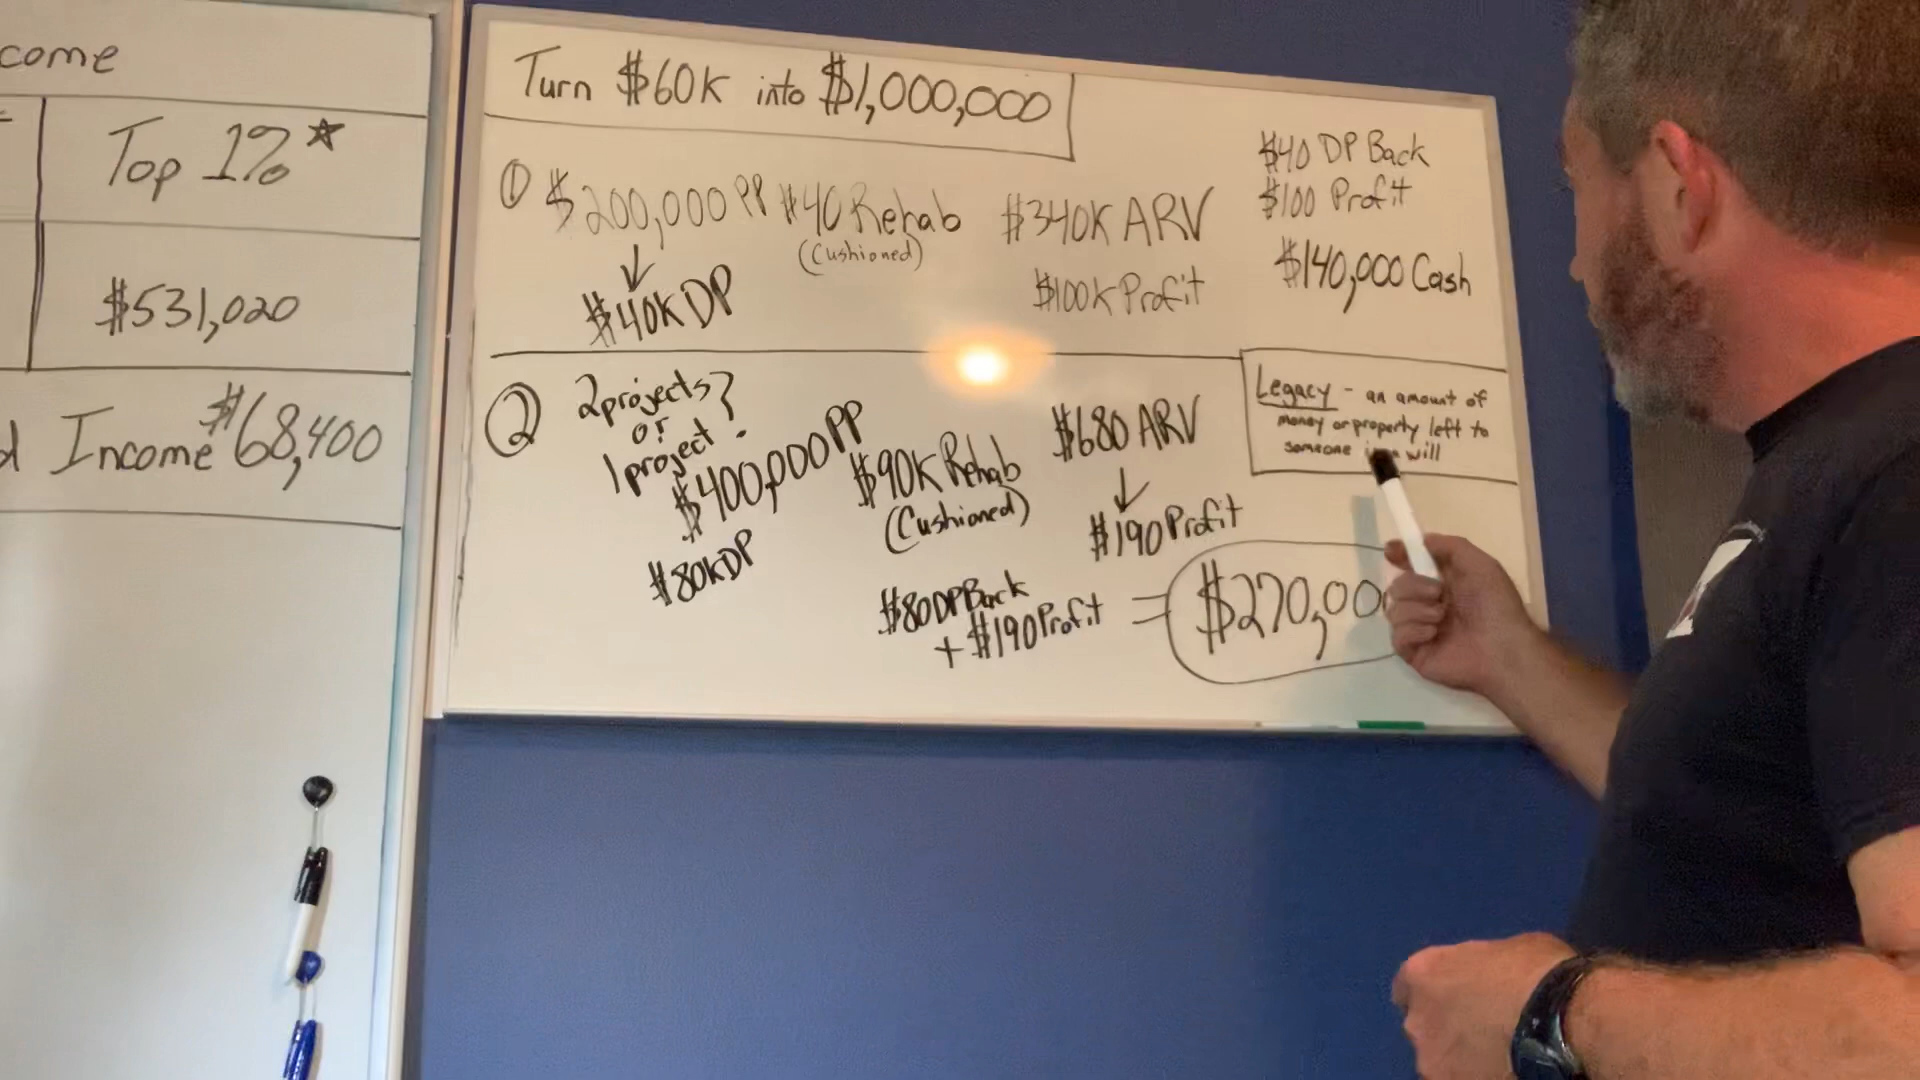 come
Top 1%*
$531,020
d Income $68,400
Turn $60K into $1,000,000
① $200,000 PP $40 Rehab
(Cushioned)
$340K ARV
$40 DP Back
$100 Profit
$40K DP
$100K Profit
$140,000 Cash
② 2 projects?
or
1 project.
$400,000 PP
$90K Rehab
(Cushioned)
$680 ARV
Legacy - an amount of
money or property left to
someone will
$80K DP
$190 Profit
$80 DP Back
+ $190 Profit = $270,00